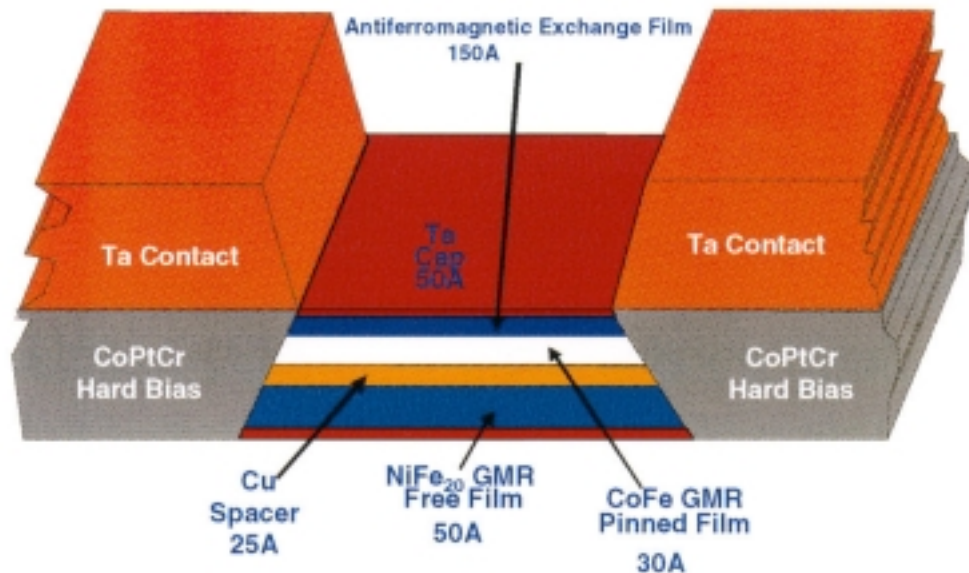 Antiferromagnetic Exchange Film
150A
Ta Contact
Ta
Cap
50A
Ta Contact
CoPtCr
Hard Bias
CoPtCr
Hard Bias
Cu
Spacer
25A
NiFe₂₀ GMR
Free Film
50A
CoFe GMR
Pinned Film
30A